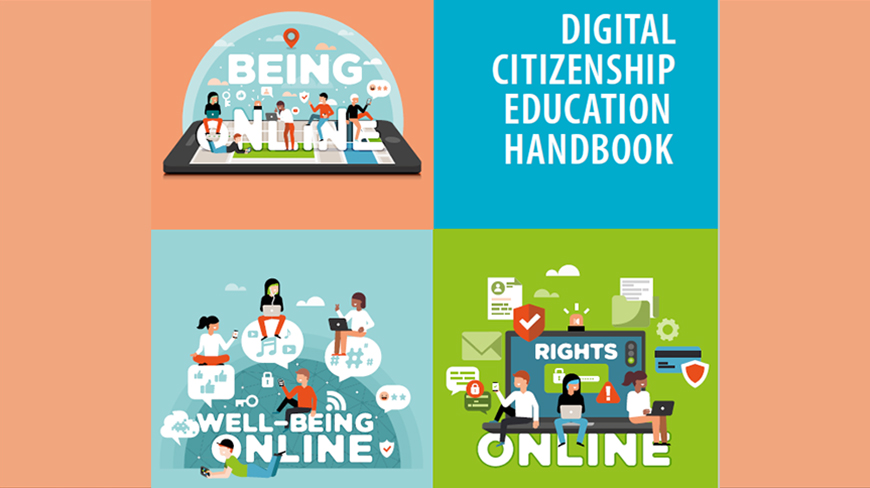 BEING
ONLINE
DIGITAL
CITIZENSHIP
EDUCATION
HANDBOOK
WELL-BEING
ONLINE
RIGHTS
ONLINE